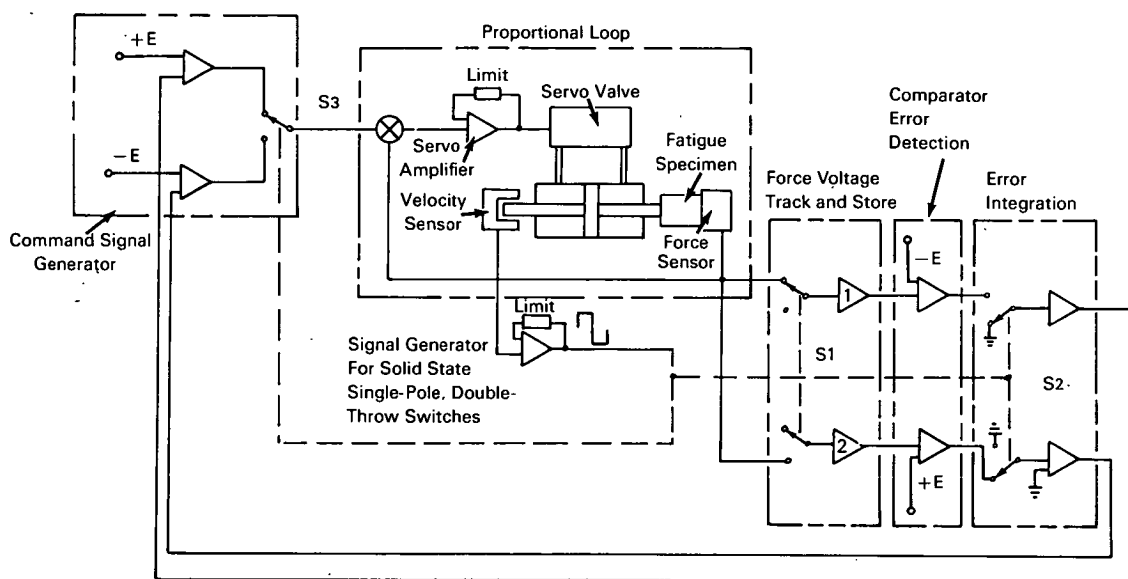 +E
−E
S3
Command Signal
Generator
Proportional Loop
Limit
Servo Valve
Servo
Amplifier
Fatigue
Specimen
Velocity
Sensor
Force
Sensor
Limit
Signal Generator
For Solid State
Single-Pole, Double-
Throw Switches
Comparator
Error
Detection
Force Voltage
Track and Store
Error
Integration
−E
1
S1
S2
2
+E